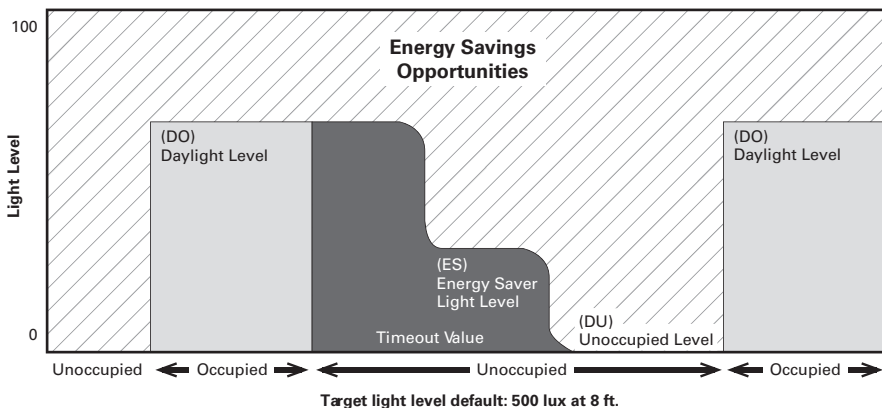 100
Energy Savings
Opportunities
(DO)
Daylight Level
(DO)
Daylight Level
Light Level
(ES)
Energy Saver
Light Level
(DU)
Unoccupied Level
Timeout Value
0
Unoccupied Occupied Unoccupied Occupied
Target light level default: 500 lux at 8 ft.